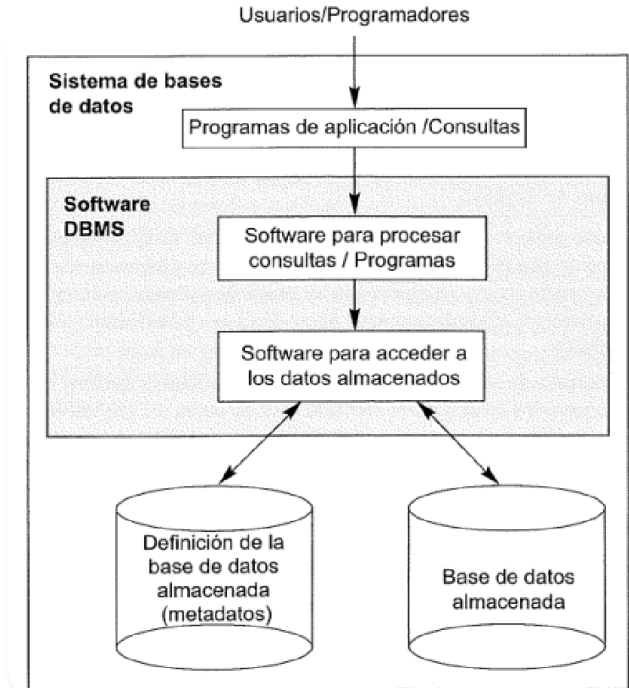 Usuarios/Programadores
Sistema de bases
de datos
Programas de aplicación /Consultas
Software
DBMS
Software para procesar
consultas / Programas
Software para acceder a
los datos almacenados
Definición de la
base de datos
almacenada
(metadatos)
Base de datos
almacenada